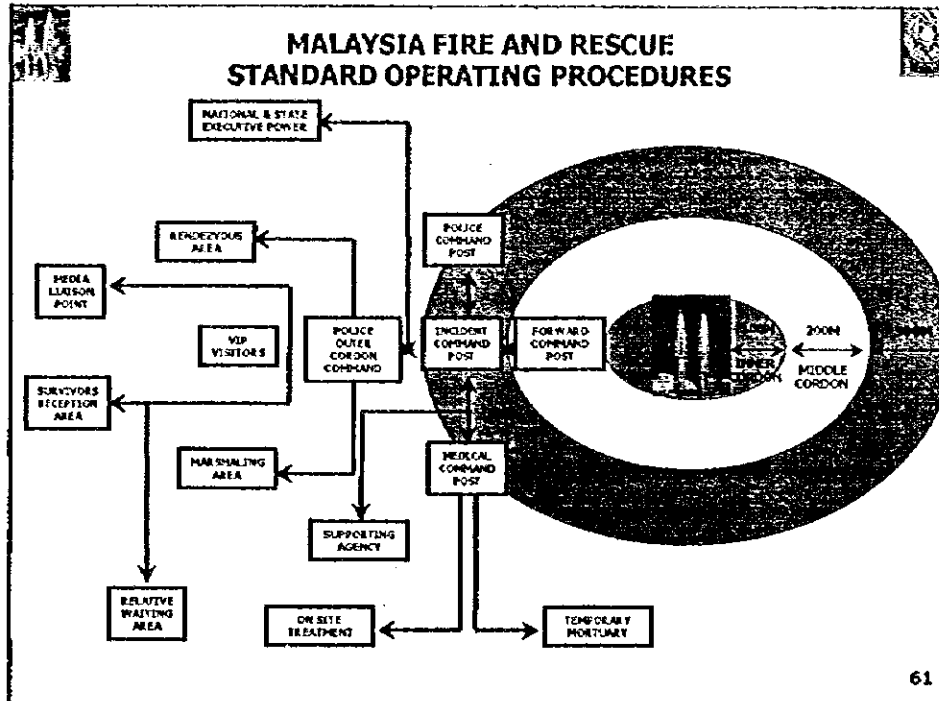 MALAYSIA FIRE AND RESCUE
STANDARD OPERATING PROCEDURES
NATIONAL & STATE
EXECUTIVE POWER
RENDEZVOUS
AREA
MEDIA
LIAISON
POINT
VIP
VISITORS
SURVIVORS
RECEPTION
AREA
POLICE
OUTER
CORDON
COMMAND
POLICE
COMMAND
POST
INCIDENT
COMMAND
POST
FORWARD
COMMAND
POST
INNER
200M
MIDDLE
CORDON
MARSHALING
AREA
MEDICAL
COMMAND
POST
SUPPORTING
AGENCY
RELATIVE
WAITING
AREA
ON SITE
TREATMENT
TEMPORARY
MORTUARY
61